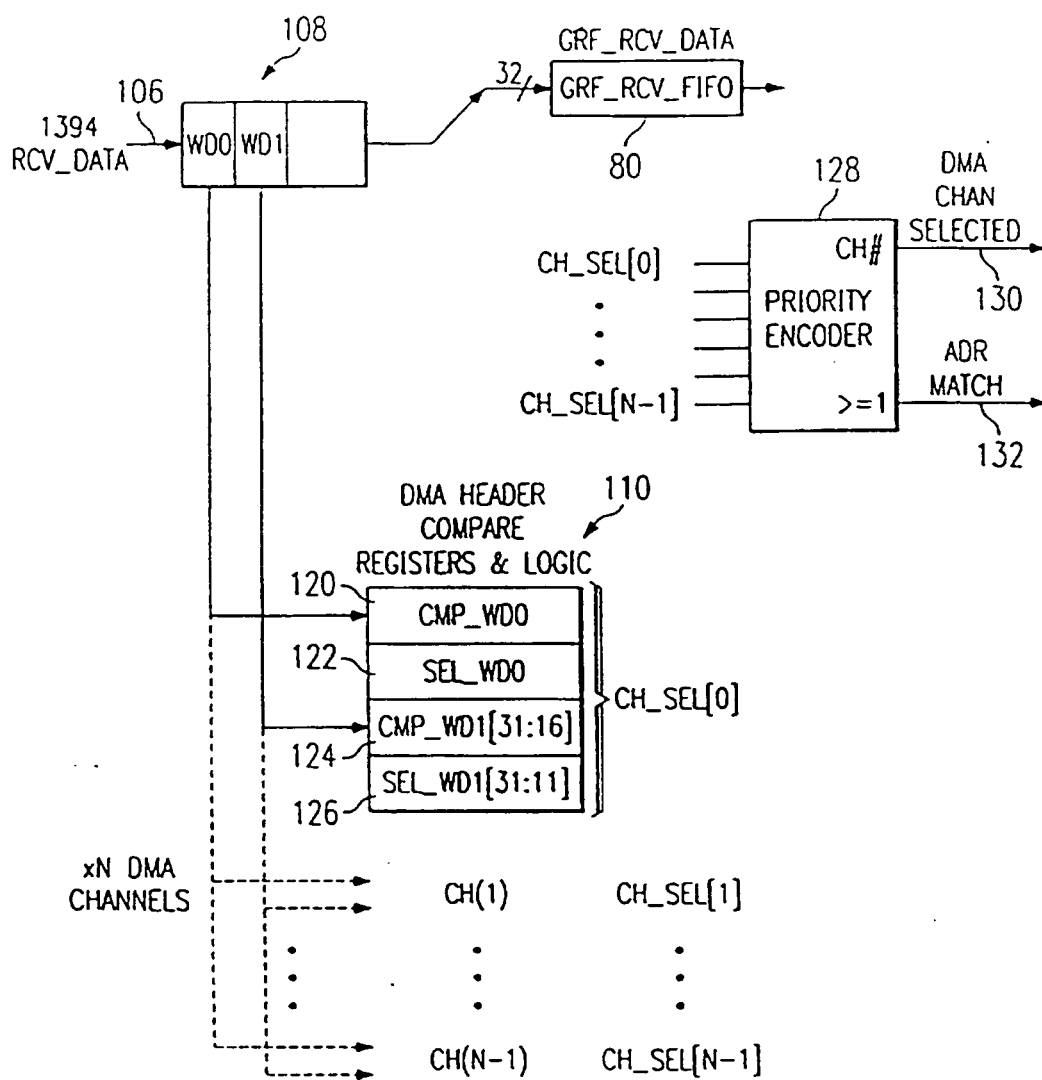 108
GRF_RCV_DATA
32
GRF_RCV_FIFO
80
106
1394
RCV_DATA
WD0 WD1
128
DMA
CHAN
SELECTED
CH#
130
CH_SEL[0]
PRIORITY
ENCODER
CH_SEL[N-1]
ADR
MATCH
>=1
132
DMA HEADER
COMPARE
REGISTERS & LOGIC
110
120
CMP_WD0
122
SEL_WD0
CH_SEL[0]
124
CMP_WD1[31:16]
126
SEL_WD1[31:11]
xN DMA
CHANNELS
CH(1) CH_SEL[1]
CH(N-1) CH_SEL[N-1]